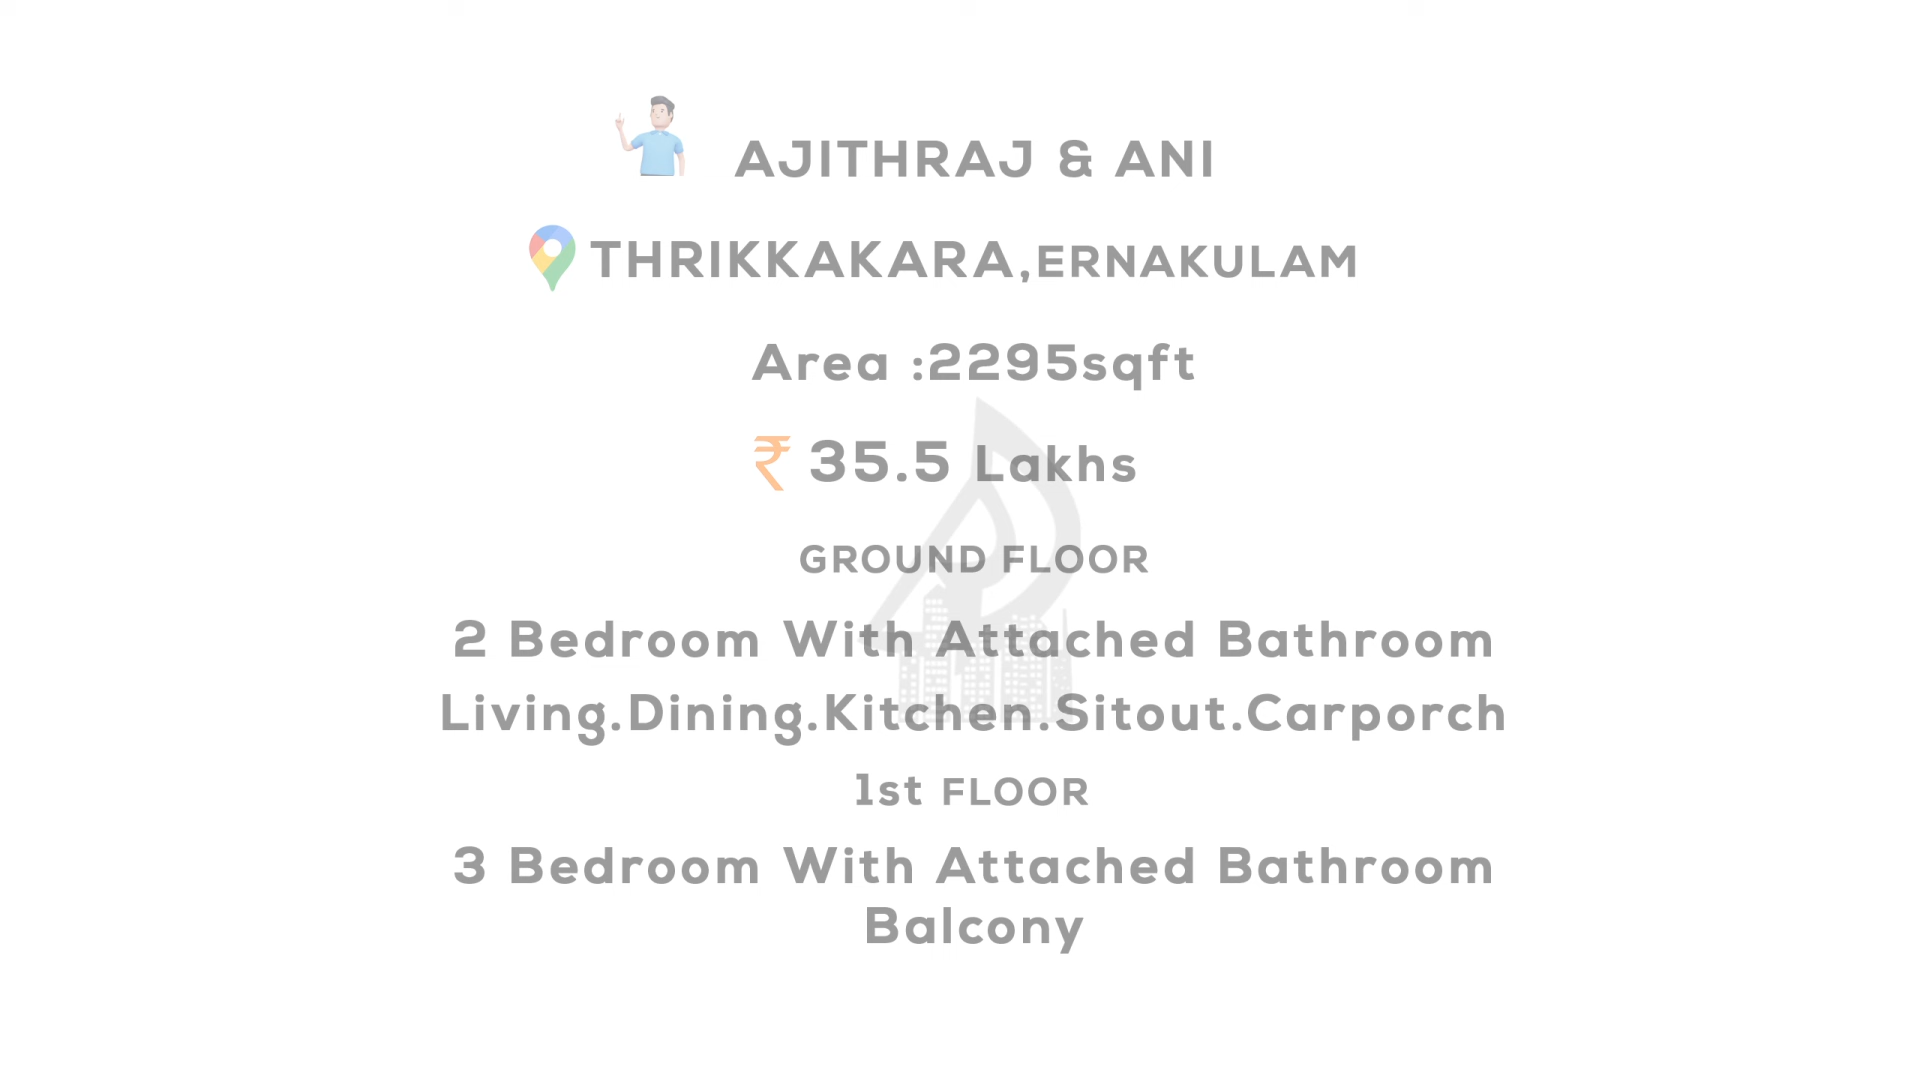 AJITHRAJ & ANI
THRIKKAKARA,ERNAKULAM
Area :2295sqft
₹ 35.5 Lakhs
GROUND FLOOR
2 Bedroom With Attached Bathroom
Living.Dining.Kitchen.Sitout.Carporch
1st FLOOR
3 Bedroom With Attached Bathroom
Balcony